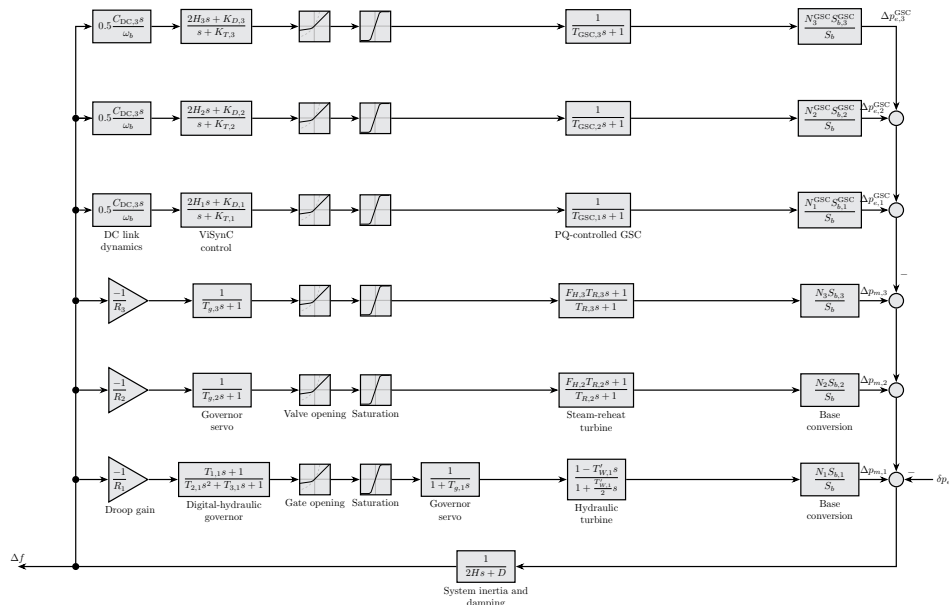 0.5 C_{DC,3}s / ω_b
2H_3s + K_{D,3} / s + K_{T,3}
1 / T_{GSC,3}s + 1
N_3^{GSC} S_{b,3}^{GSC} / S_b
Δp_{e,3}^{GSC}
0.5 C_{DC,3}s / ω_b
2H_2s + K_{D,2} / s + K_{T,2}
1 / T_{GSC,2}s + 1
N_2^{GSC} S_{b,2}^{GSC} / S_b
Δp_{e,2}^{GSC}
0.5 C_{DC,3}s / ω_b
2H_1s + K_{D,1} / s + K_{T,1}
1 / T_{GSC,1}s + 1
N_1^{GSC} S_{b,1}^{GSC} / S_b
Δp_{e,1}^{GSC}
DC link
dynamics
ViSynC
control
PQ-controlled GSC
−
−1 / R_3
1 / T_{g,3}s + 1
F_{H,3}T_{R,3}s + 1 / T_{R,3}s + 1
N_3S_{b,3} / S_b
Δp_{m,3}
−1 / R_2
1 / T_{g,2}s + 1
F_{H,2}T_{R,2}s + 1 / T_{R,2}s + 1
N_2S_{b,2} / S_b
Δp_{m,2}
Governor
servo
Valve opening
Saturation
Steam-reheat
turbine
Base
conversion
−1 / R_1
T_{1,1}s + 1 / T_{2,1}s² + T_{3,1}s + 1
1 / 1 + T_{g,1}s
1 − T'_{W,1}s / 1 + T'_{W,1}/2 s
N_1S_{b,1} / S_b
Δp_{m,1}
−
δp_e
Droop gain
Digital-hydraulic
governor
Gate opening
Saturation
Governor
servo
Hydraulic
turbine
Base
conversion
Δf
1 / 2Hs + D
System inertia and
damping